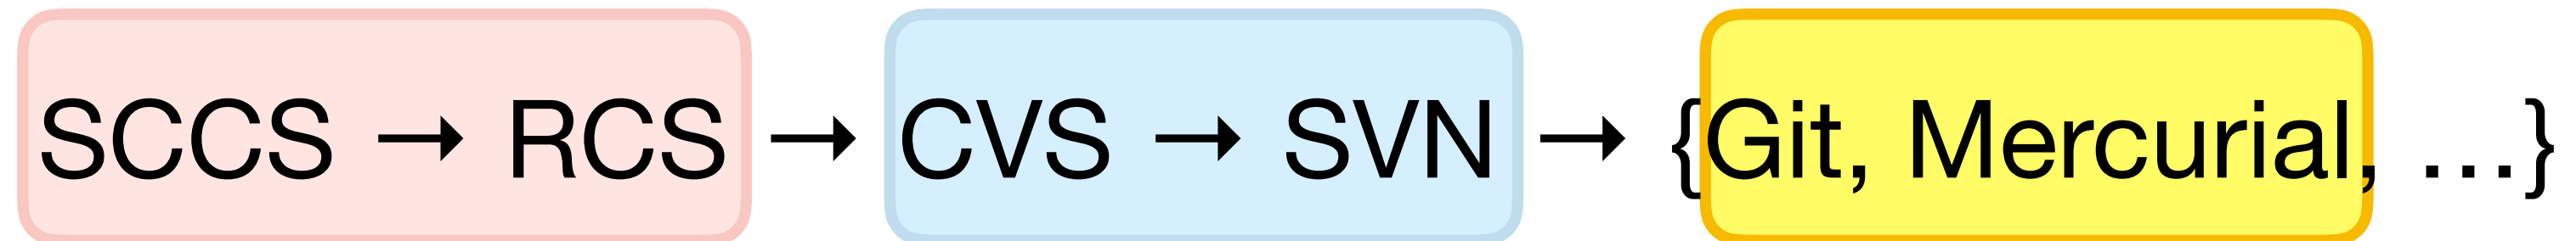 SCCS → RCS → CVS → SVN → {Git, Mercurial, ...}